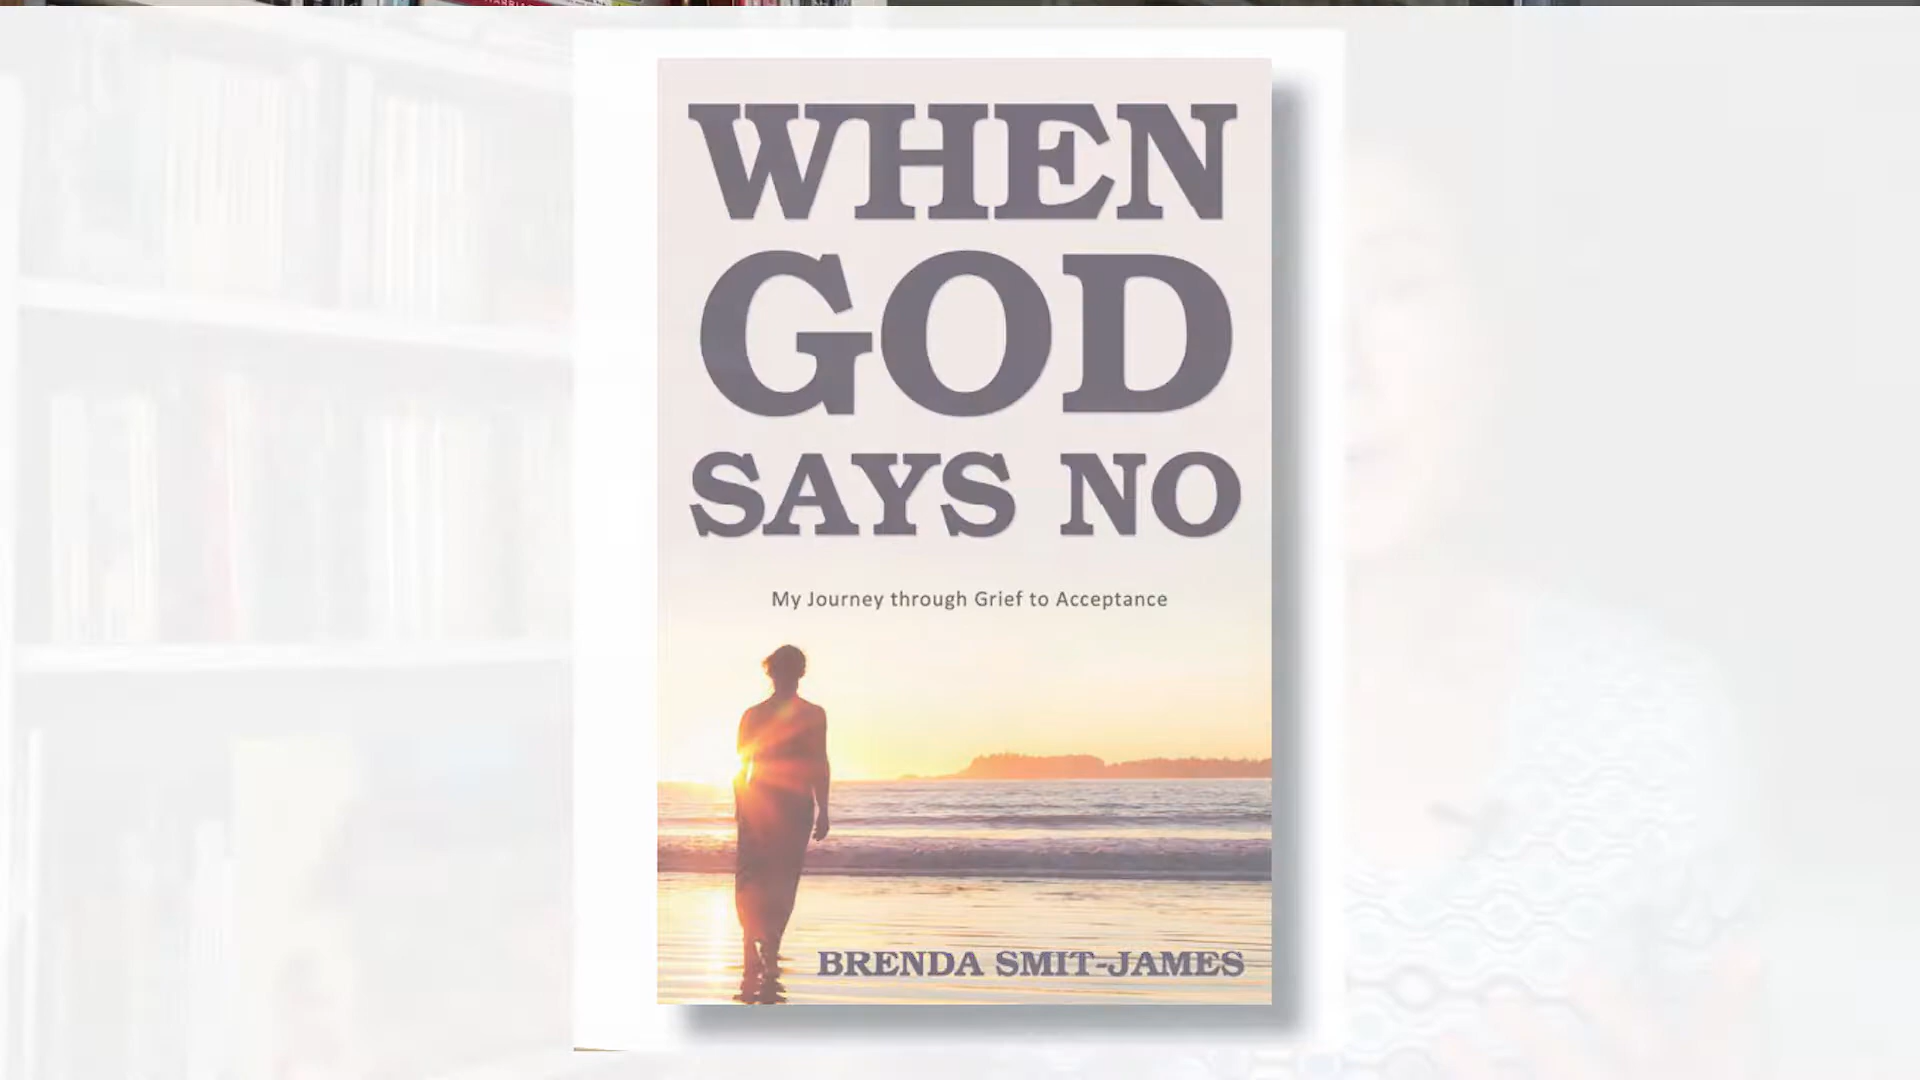 WHEN
GOD
SAYS NO
My Journey through Grief to Acceptance
BRENDA SMIT-JAMES